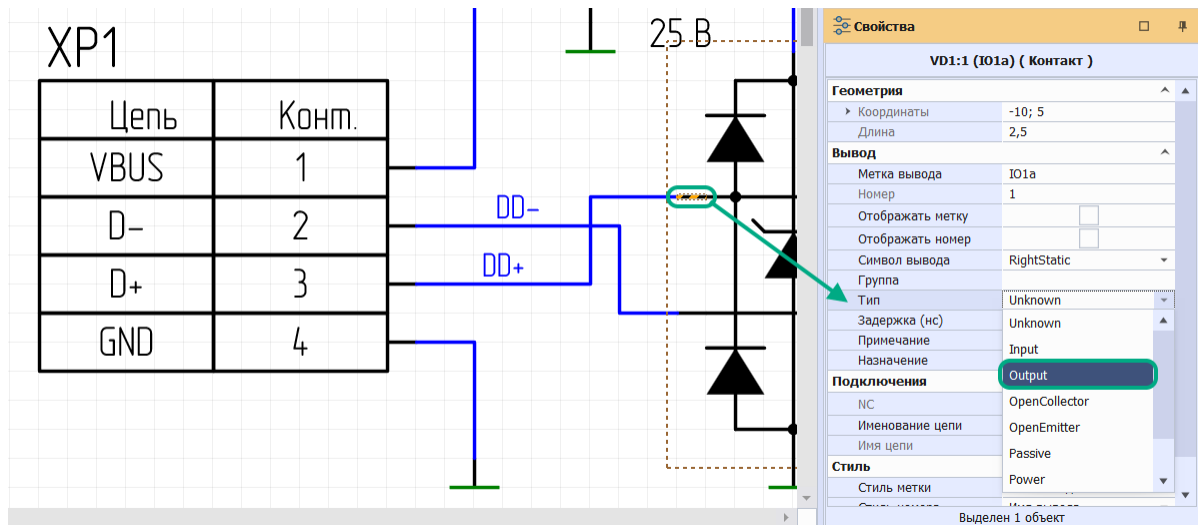 XP1
Цепь Конт.
VBUS 1
D- 2
D+ 3
GND 4
DD-
DD+
25 В
Свойства
VD1:1 (IO1a) ( Контакт )
Геометрия
Координаты -10; 5
Длина 2,5
Вывод
Метка вывода IO1a
Номер 1
Отображать метку
Отображать номер
Символ вывода RightStatic
Группа
Тип Unknown
Задержка (нс)
Примечание
Назначение
Подключения
NC
Именование цепи
Имя цепи
Стиль
Стиль метки
Unknown
Input
Output
OpenCollector
OpenEmitter
Passive
Power
Выделен 1 объект